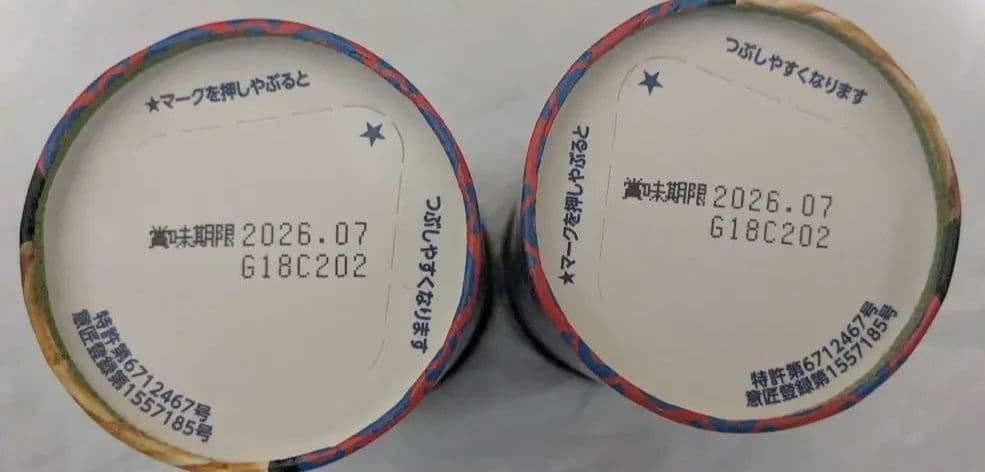 ★マークを押しやぶると
つぶしやすくなります
賞味期限 2026.07
G18C202
特許第6712467号
意匠登録第1557185号
つぶしやすくなります
★マークを押しやぶると
賞味期限 2026.07
G18C202
特許第6712467号
意匠登録第1557185号